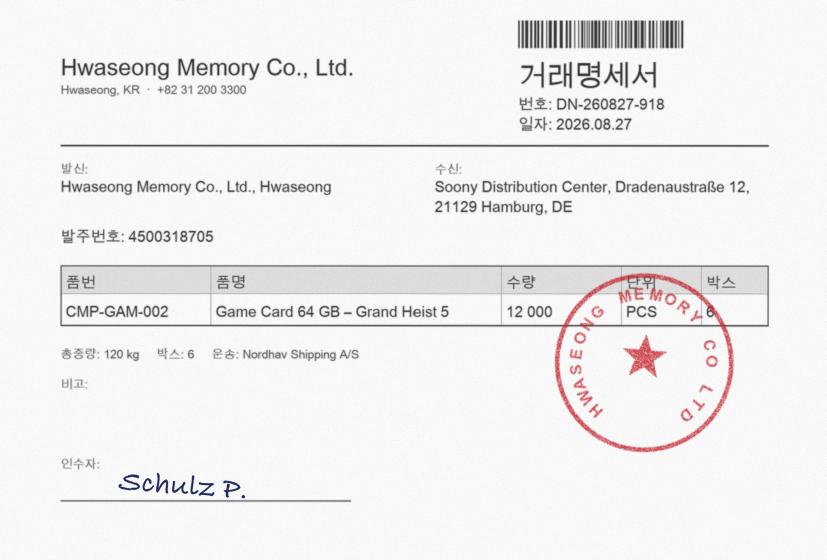 Hwaseong Memory Co., Ltd.
Hwaseong, KR · +82 31 200 3300
거래명세서
번호: DN-260827-918
일자: 2026.08.27
발신:
Hwaseong Memory Co., Ltd., Hwaseong
수신:
Soony Distribution Center, Dradenaustraße 12,
21129 Hamburg, DE
발주번호: 4500318705
품번 품명 수량 단위 박스
CMP-GAM-002 Game Card 64 GB – Grand Heist 5 12 000 PCS 6
총중량: 120 kg 박스: 6 운송: Nordhav Shipping A/S
비고:
HWASEONG MEMORY CO LTD
인수자:
Schulz P.